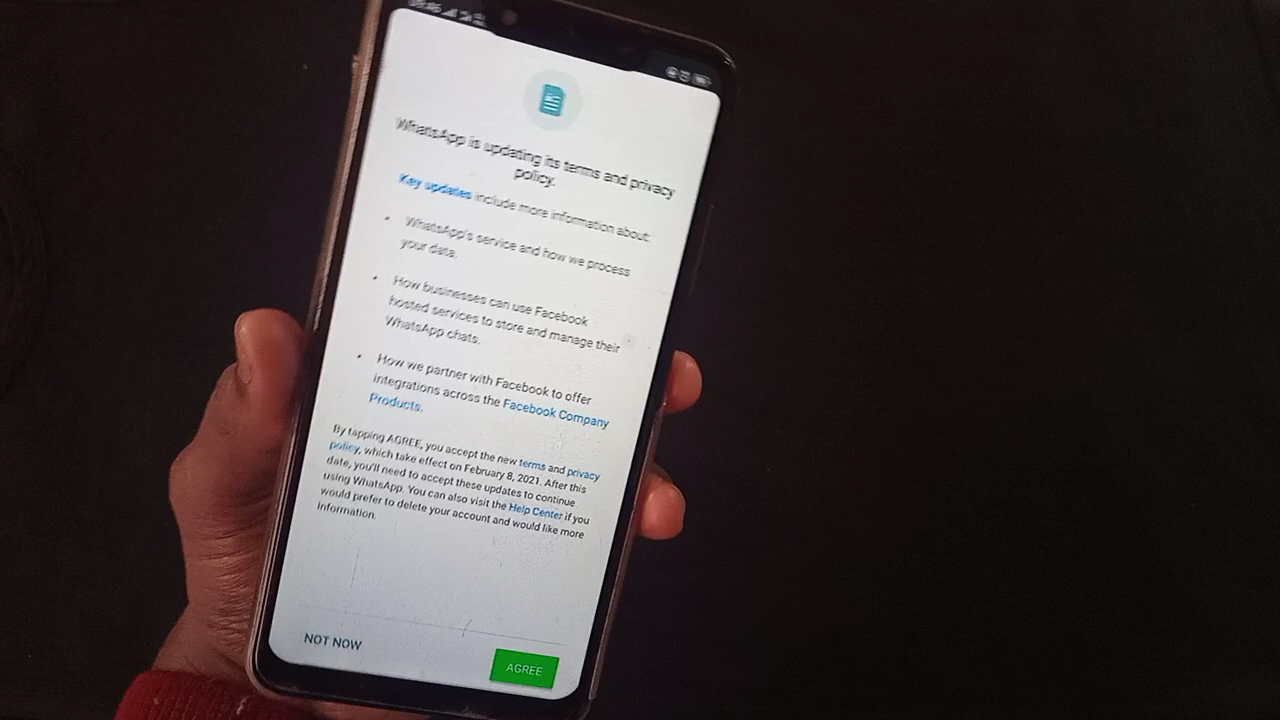 WhatsApp is updating its terms and privacy
policy.
Key updates include more information about:
• WhatsApp's service and how we process
your data.
• How businesses can use Facebook
hosted services to store and manage their
WhatsApp chats.
• How we partner with Facebook to offer
integrations across the Facebook Company
Products.
By tapping AGREE, you accept the new terms and privacy
policy, which take effect on February 8, 2021. After this
date, you'll need to accept these updates to continue
using WhatsApp. You can also visit the Help Center if you
would prefer to delete your account and would like more
information.
NOT NOW
AGREE